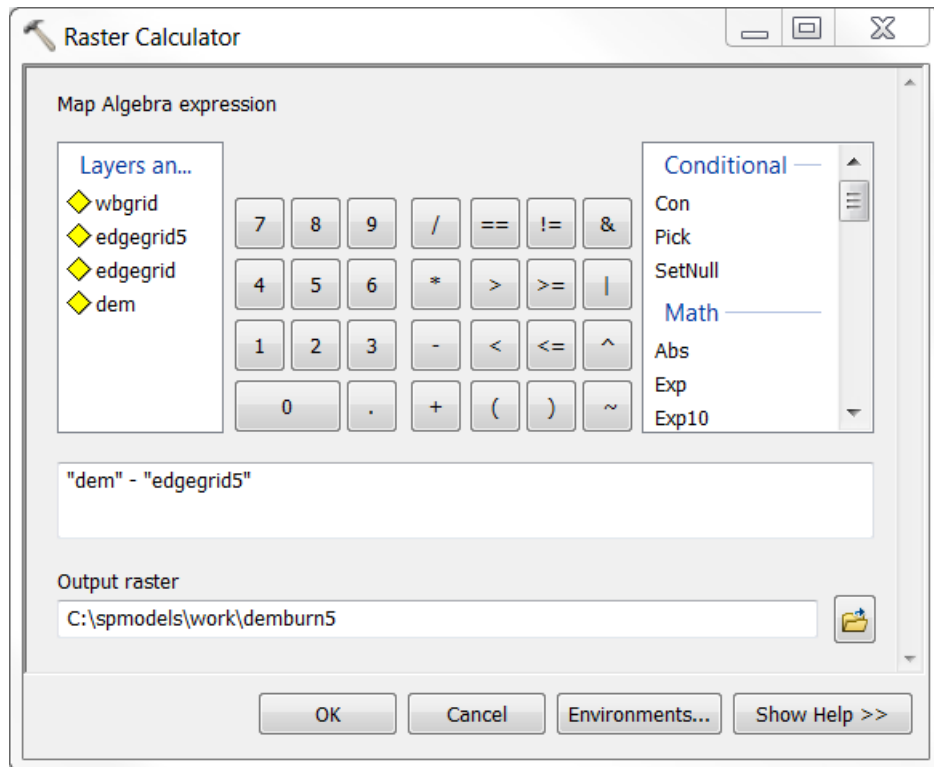 Raster Calculator
Map Algebra expression
Layers an...
wbgrid
edgegrid5
edgegrid
dem
7 8 9 / == != &
4 5 6 * > >= |
1 2 3 - < <= ^
0 . + ( ) ~
Conditional
Con
Pick
SetNull
Math
Abs
Exp
Exp10
"dem" - "edgegrid5"
Output raster
C:\spmodels\work\demburn5
OK Cancel Environments... Show Help >>